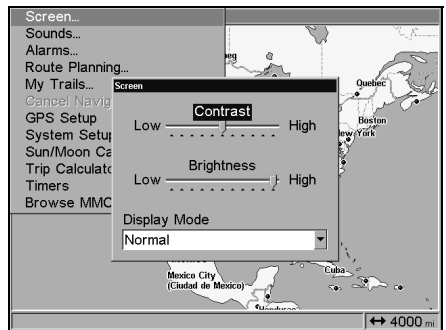 Screen...
Sounds...
Alarms...
Route Planning...
My Trails...
Cancel Navig
GPS Setup
System Setup
Sun/Moon Ca
Trip Calculato
Timers
Browse MMC
Screen
Contrast
Low High
Brightness
Low High
Display Mode
Normal
Quebec
Boston
New York
Mexico City
(Ciudad de Mexico)
Cuba
Honduras
4000 mi